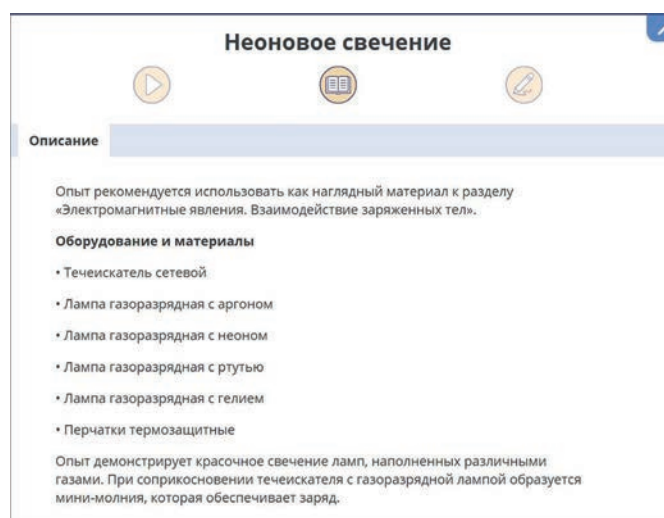 Неоновое свечение
Описание
Опыт рекомендуется использовать как наглядный материал к разделу
«Электромагнитные явления. Взаимодействие заряженных тел».
Оборудование и материалы
• Течеискатель сетевой
• Лампа газоразрядная с аргоном
• Лампа газоразрядная с неоном
• Лампа газоразрядная с ртутью
• Лампа газоразрядная с гелием
• Перчатки термозащитные
Опыт демонстрирует красочное свечение ламп, наполненных различными
газами. При соприкосновении течеискателя с газоразрядной лампой образуется
мини-молния, которая обеспечивает заряд.